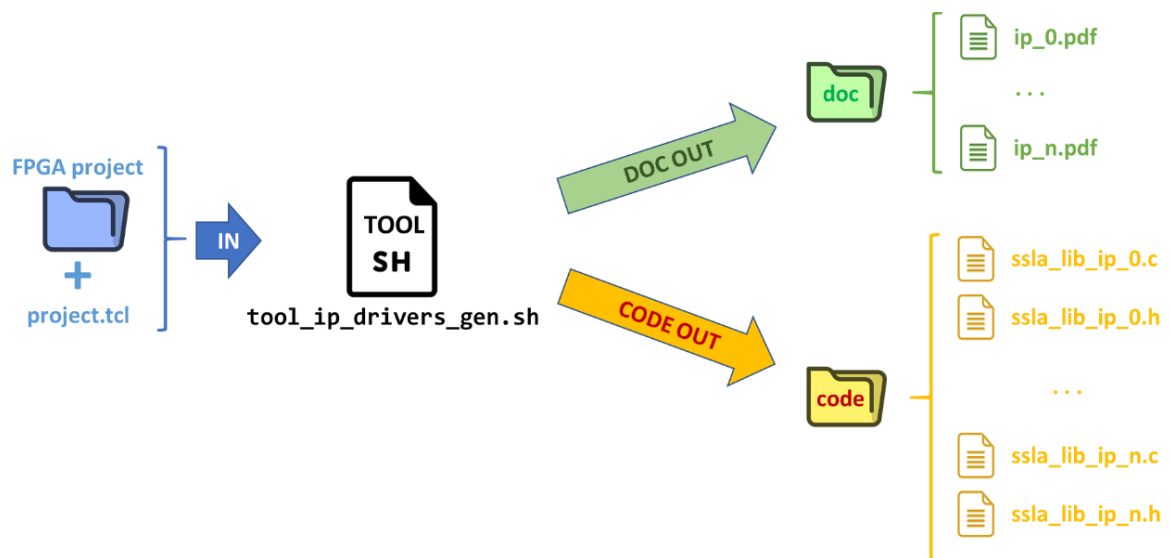 FPGA project
+
project.tcl
IN
TOOL
SH
tool_ip_drivers_gen.sh
DOC OUT
CODE OUT
doc
ip_0.pdf
...
ip_n.pdf
code
ssla_lib_ip_0.c
ssla_lib_ip_0.h
...
ssla_lib_ip_n.c
ssla_lib_ip_n.h